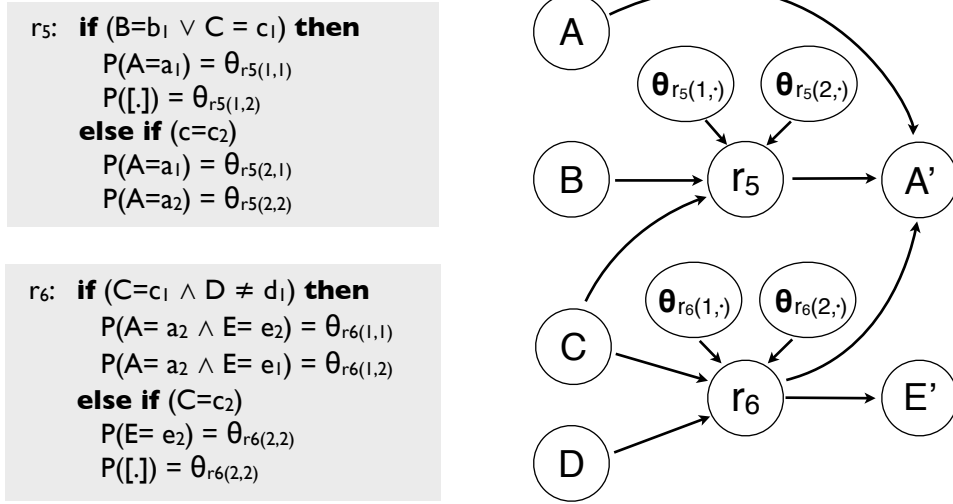 r₅: if (B=b₁ ∨ C = c₁) then
P(A=a₁) = θr5(1,1)
P([.]) = θr5(1,2)
else if (c=c₂)
P(A=a₁) = θr5(2,1)
P(A=a₂) = θr5(2,2)
r₆: if (C=c₁ ∧ D ≠ d₁) then
P(A= a₂ ∧ E= e₂) = θr6(1,1)
P(A= a₂ ∧ E= e₁) = θr6(1,2)
else if (C=c₂)
P(E= e₂) = θr6(2,2)
P([.]) = θr6(2,2)
A
θr₅(1,·)
θr₅(2,·)
B
r₅
A'
θr₆(1,·)
θr₆(2,·)
C
r₆
E'
D